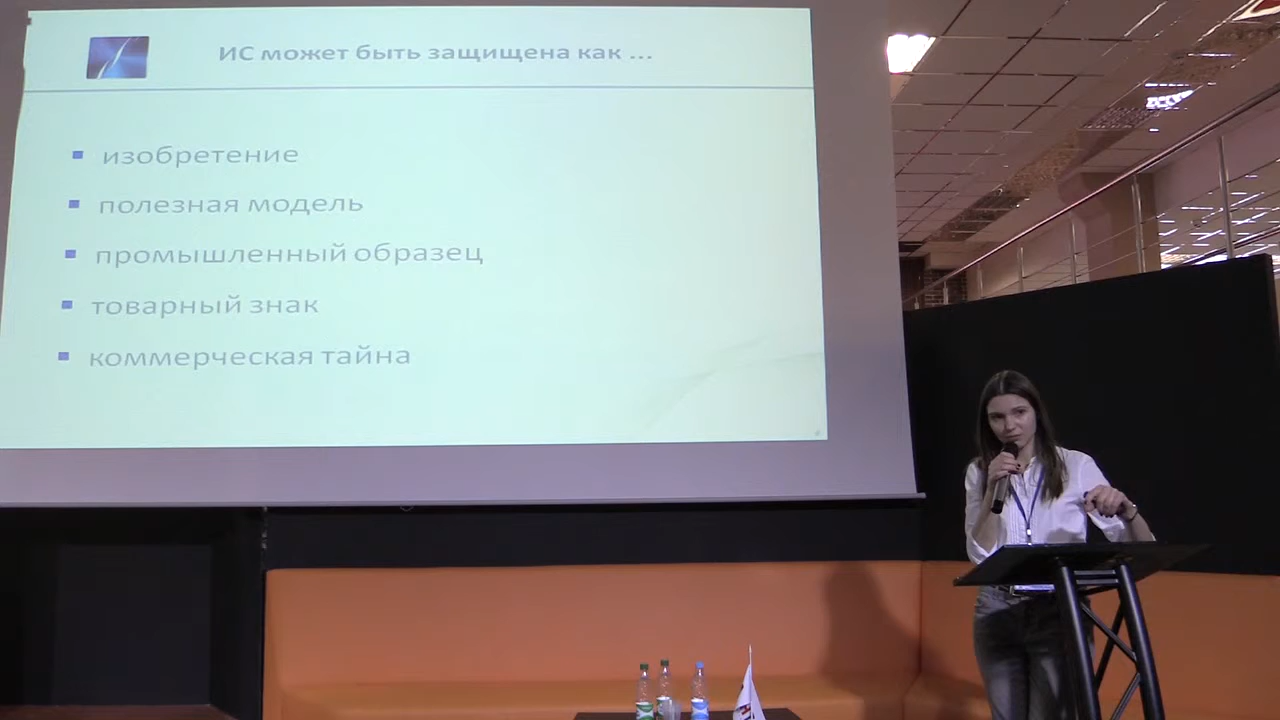 ИС может быть защищена как ...
изобретение
полезная модель
промышленный образец
товарный знак
коммерческая тайна